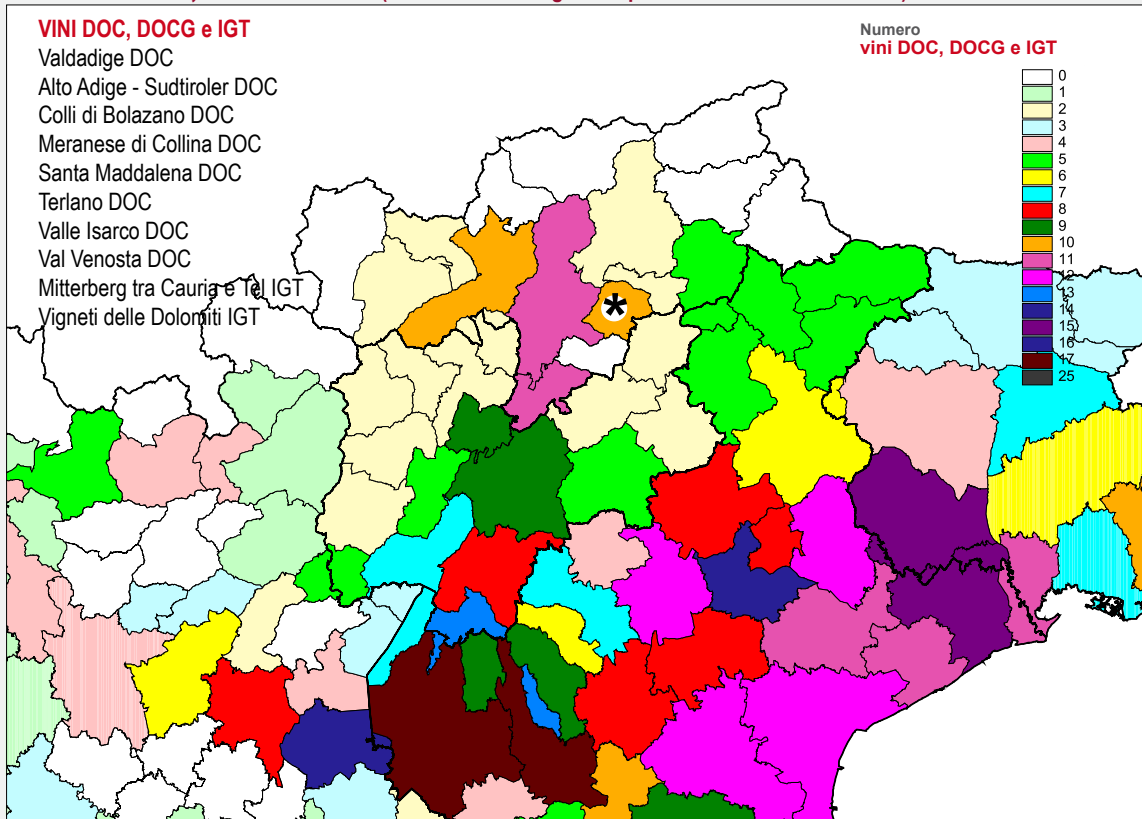 VINI DOC, DOCG e IGT
Valdadige DOC
Alto Adige - Sudtiroler DOC
Colli di Bolazano DOC
Meranese di Collina DOC
Santa Maddalena DOC
Terlano DOC
Valle Isarco DOC
Val Venosta DOC
Mitterberg tra Cauria e Tel IGT
Vigneti delle Dolomiti IGT
Numero
vini DOC, DOCG e IGT
0
1
2
3
4
5
6
7
8
9
10
11
12
13
14
15
16
17
25
*